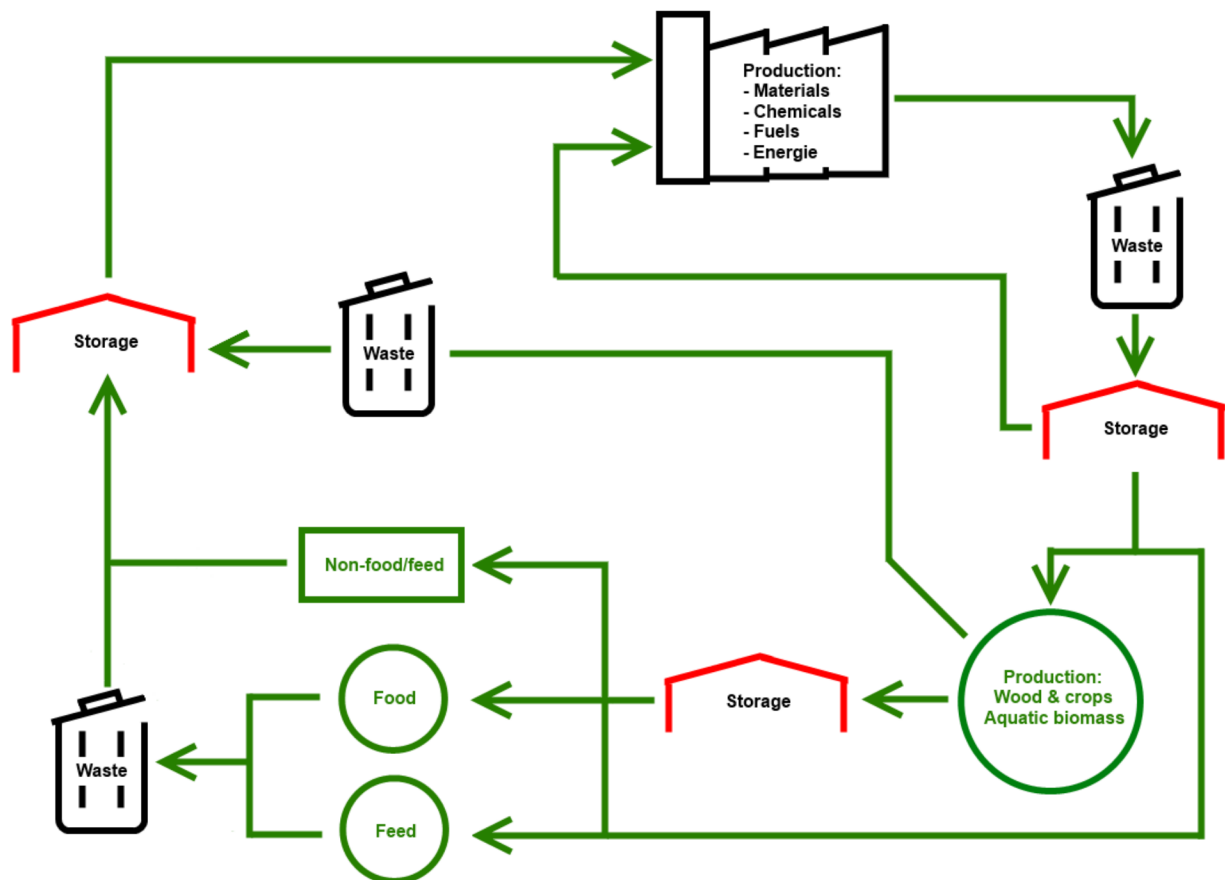 Production:
- Materials
- Chemicals
- Fuels
- Energie
Waste
Storage
Waste
Storage
Non-food/feed
Production:
Wood & crops
Aquatic biomass
Storage
Food
Waste
Feed